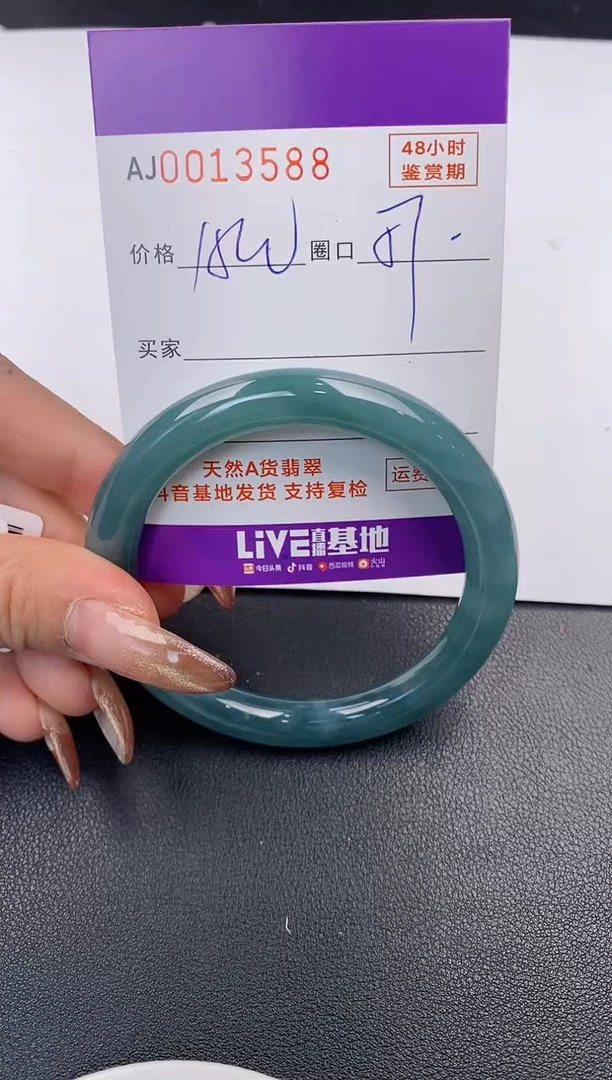 AJ0013588
48小时
鉴赏期
价格 18W 圈口 57.
买家
天然A货翡翠
抖音基地发货 支持复检
运费
LiVE直播基地
今日头条 抖音 西瓜视频 火山